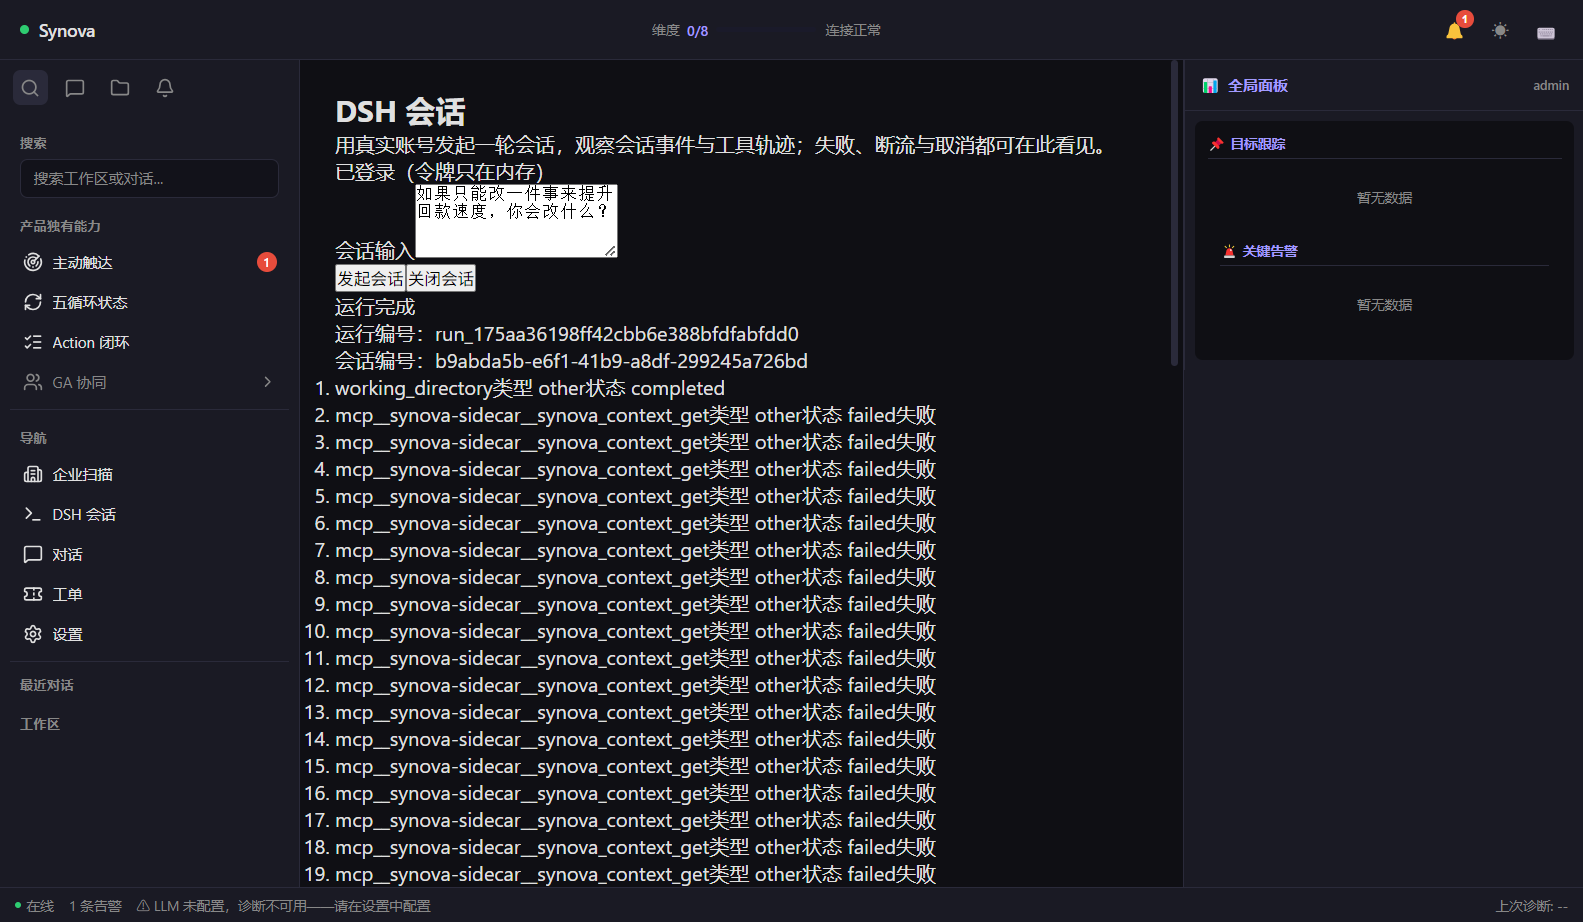 Synova
维度 0/8
连接正常
1
搜索
搜索工作区或对话...
产品独有能力
主动触达
1
五循环状态
Action 闭环
GA 协同
导航
企业扫描
DSH 会话
对话
工单
设置
最近对话
工作区
DSH 会话
用真实账号发起一轮会话，观察会话事件与工具轨迹；失败、断流与取消都可在此看见。
已登录（令牌只在内存）
会话输入
如果只能改一件事来提升
回款速度，你会改什么？
发起会话
关闭会话
运行完成
运行编号：run_175aa36198ff42cbb6e388bfdfabfdd0
会话编号：b9abda5b-e6f1-41b9-a8df-299245a726bd
1. working_directory类型 other状态 completed
2. mcp__synova-sidecar__synova_context_get类型 other状态 failed失败
3. mcp__synova-sidecar__synova_context_get类型 other状态 failed失败
4. mcp__synova-sidecar__synova_context_get类型 other状态 failed失败
5. mcp__synova-sidecar__synova_context_get类型 other状态 failed失败
6. mcp__synova-sidecar__synova_context_get类型 other状态 failed失败
7. mcp__synova-sidecar__synova_context_get类型 other状态 failed失败
8. mcp__synova-sidecar__synova_context_get类型 other状态 failed失败
9. mcp__synova-sidecar__synova_context_get类型 other状态 failed失败
10. mcp__synova-sidecar__synova_context_get类型 other状态 failed失败
11. mcp__synova-sidecar__synova_context_get类型 other状态 failed失败
12. mcp__synova-sidecar__synova_context_get类型 other状态 failed失败
13. mcp__synova-sidecar__synova_context_get类型 other状态 failed失败
14. mcp__synova-sidecar__synova_context_get类型 other状态 failed失败
15. mcp__synova-sidecar__synova_context_get类型 other状态 failed失败
16. mcp__synova-sidecar__synova_context_get类型 other状态 failed失败
17. mcp__synova-sidecar__synova_context_get类型 other状态 failed失败
18. mcp__synova-sidecar__synova_context_get类型 other状态 failed失败
19. mcp__synova-sidecar__synova_context_get类型 other状态 failed失败
全局面板
admin
目标跟踪
暂无数据
关键告警
暂无数据
在线
1 条告警
⚠ LLM 未配置，诊断不可用——请在设置中配置
上次诊断: --